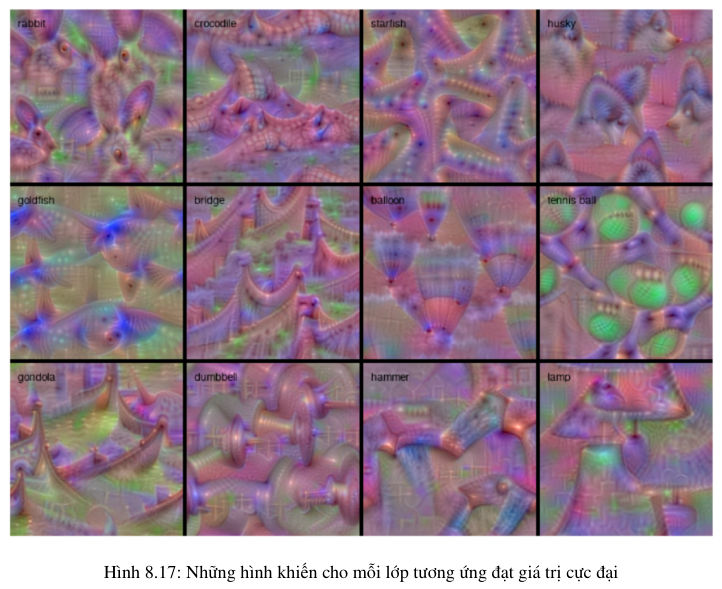 rabbit
crocodile
starfish
husky
goldfish
bridge
balloon
tennis ball
gondola
dumbbell
hammer
lamp
Hình 8.17: Những hình khiến cho mỗi lớp tương ứng đạt giá trị cực đại